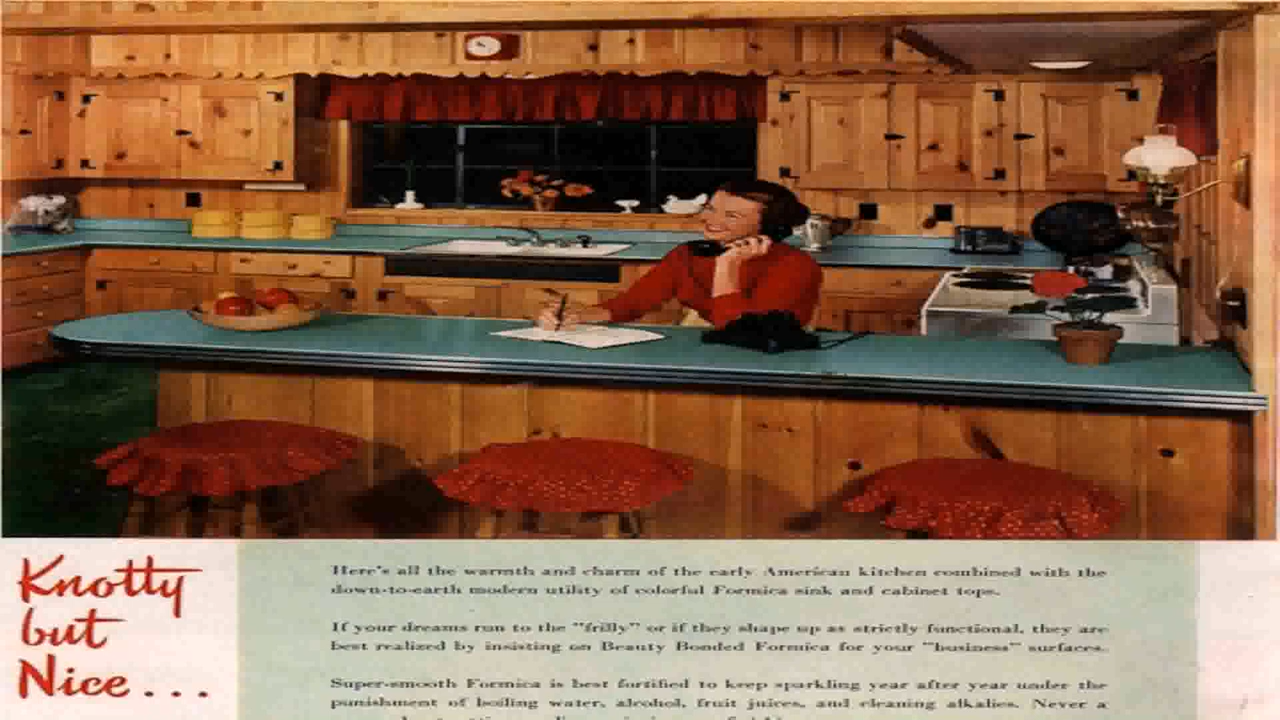 Knotty
but
Nice...
Here's all the warmth and charm of the early American kitchen combined with the
down-to-earth modern utility of colorful Formica sink and cabinet tops.
If your dreams run to the "frilly" or if they shape up as strictly functional, they are
best realized by insisting on Beauty Bonded Formica for your "business" surfaces.
Super-smooth Formica is best fortified to keep sparkling year after year under the
punishment of boiling water, alcohol, fruit juices, and cleaning alkalies. Never a